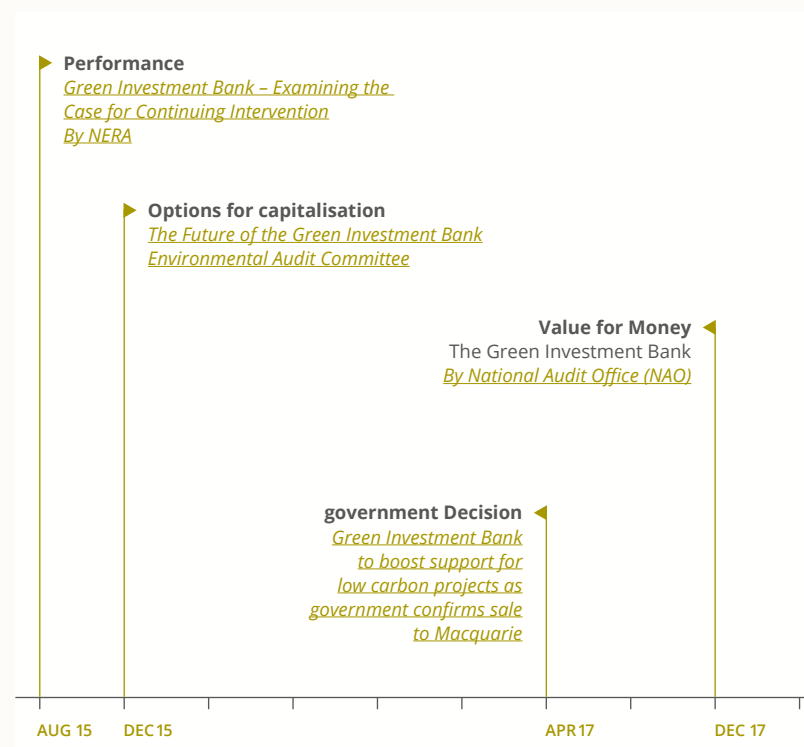 Performance
Green Investment Bank – Examining the
Case for Continuing Intervention
By NERA
Options for capitalisation
The Future of the Green Investment Bank
Environmental Audit Committee
Value for Money
The Green Investment Bank
By National Audit Office (NAO)
government Decision
Green Investment Bank
to boost support for
low carbon projects as
government confirms sale
to Macquarie
AUG 15 DEC 15 APR 17 DEC 17